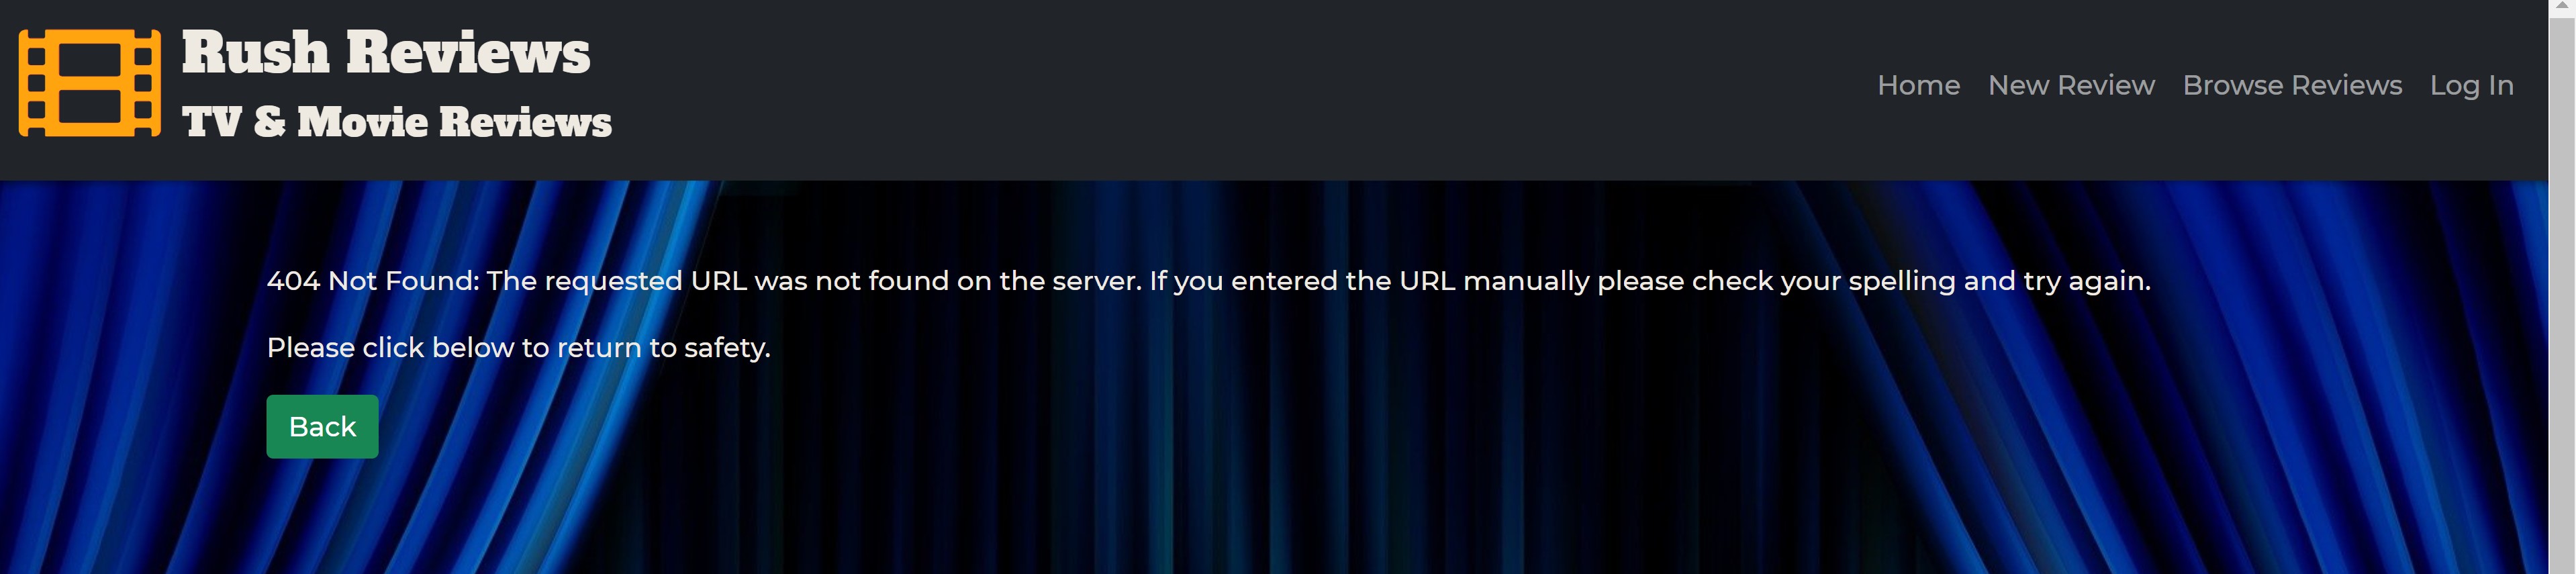 Rush Reviews
TV & Movie Reviews
Home New Review Browse Reviews Log In
404 Not Found: The requested URL was not found on the server. If you entered the URL manually please check your spelling and try again.
Please click below to return to safety.
Back